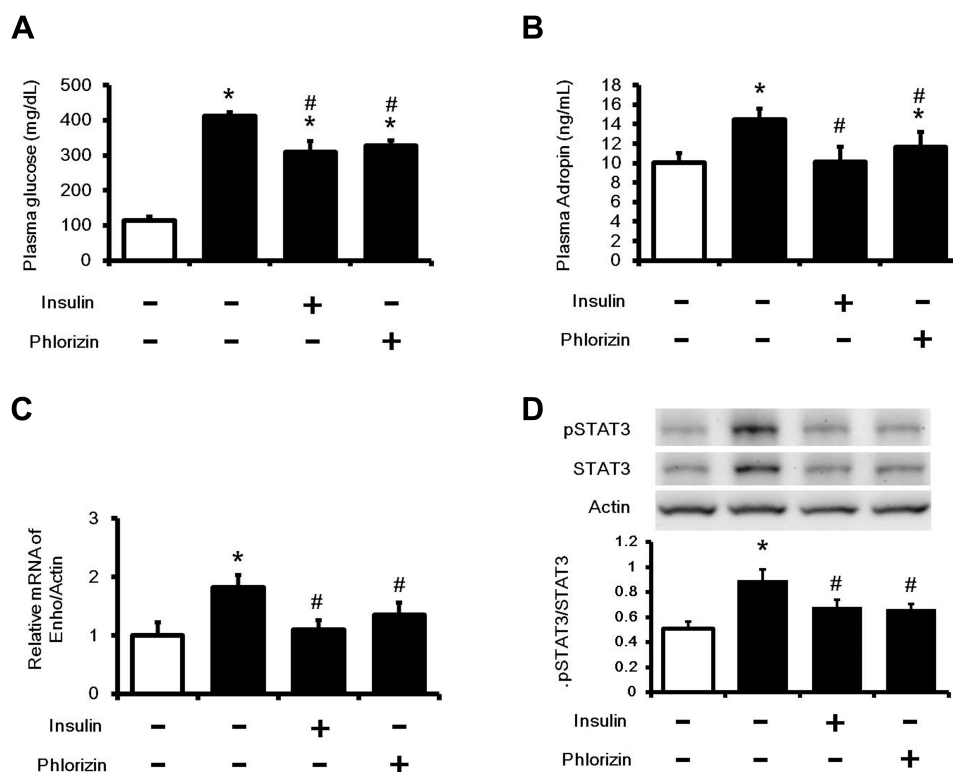 A
Plasma glucose (mg/dL)
500
400
300
200
100
0
*
#
*
#
*
Insulin − − + −
Phlorizin − − − +
B
Plasma Adropin (ng/mL)
18
16
14
12
10
8
6
4
2
0
*
#
#
*
Insulin − − + −
Phlorizin − − − +
C
Relative mRNA of
Enho/Actin
3
2
1
0
*
#
#
Insulin − − + −
Phlorizin − − − +
D
pSTAT3
STAT3
Actin
.pSTAT3/STAT3
1.2
1
0.8
0.6
0.4
0.2
0
*
#
#
Insulin − − + −
Phlorizin − − − +